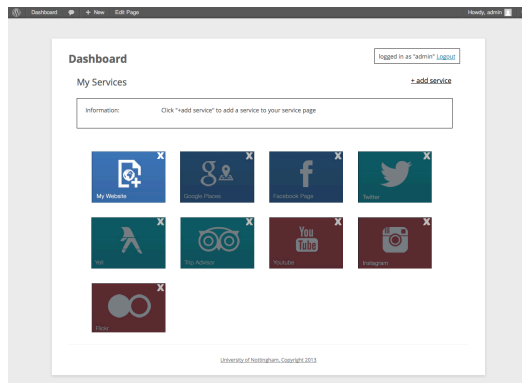 Dashboard + New Edit Page Howdy, admin
Dashboard
logged in as "admin" Logout
My Services
+ add service
Information: Click "+add service" to add a service to your service page
X X X X
My Website Google Places Facebook Page Twitter
X X X X
You
Tube
Yell Trip Advisor Youtube Instagram
X
Flickr
University of Nottingham, Copyright 2013